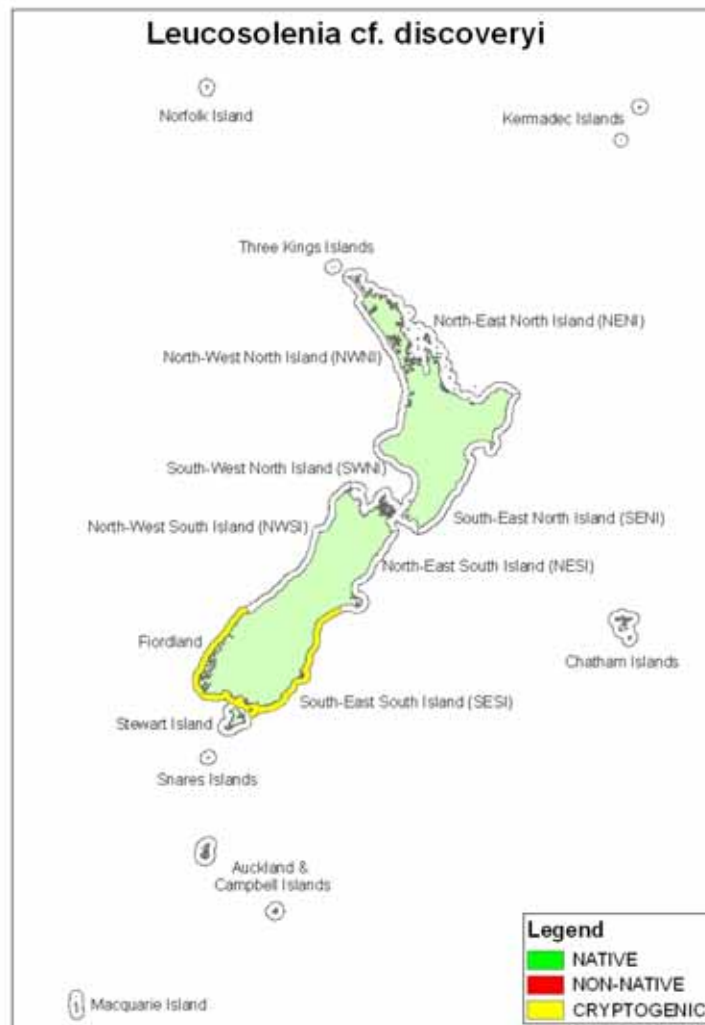 Leucosolenia cf. discoveryi
Norfolk Island
Kermadec Islands
Three Kings Islands
North-East North Island (NENI)
North-West North Island (NWNI)
South-West North Island (SWNI)
South-East North Island (SENI)
North-West South Island (NWSI)
North-East South Island (NESI)
Fiordland
Chatham Islands
South-East South Island (SESI)
Stewart Island
Snares Islands
Auckland &
Campbell Islands
Legend
NATIVE
NON-NATIVE
CRYPTOGENIC
Macquarie Island